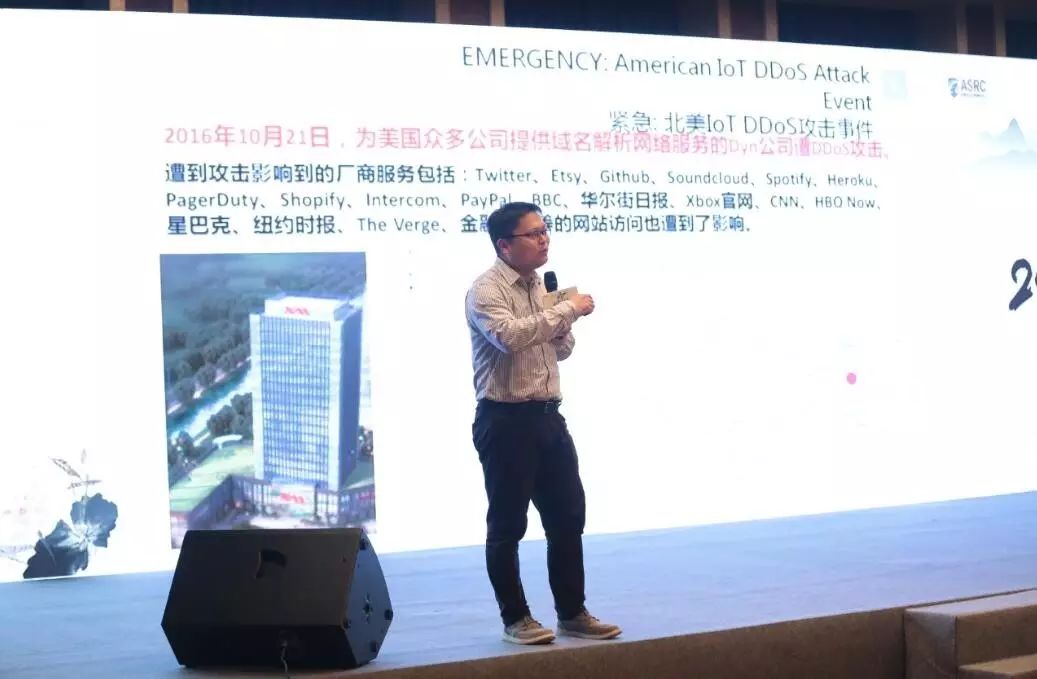 EMERGENCY: American IoT DDoS Attack
Event
ASRC
紧急: 北美IoT DDoS攻击事件
2016年10月21日，为美国众多公司提供域名解析网络服务的Dyn公司遭DDoS攻击、
遭到攻击影响到的厂商服务包括：Twitter、Etsy、Github、Soundcloud、Spotify、Heroku、
PagerDuty、Shopify、Intercom、PayPal、BBC、华尔街日报、Xbox官网、CNN、HBO Now、
星巴克、纽约时报、The Verge、金融 的网站访问也遭到了影响.